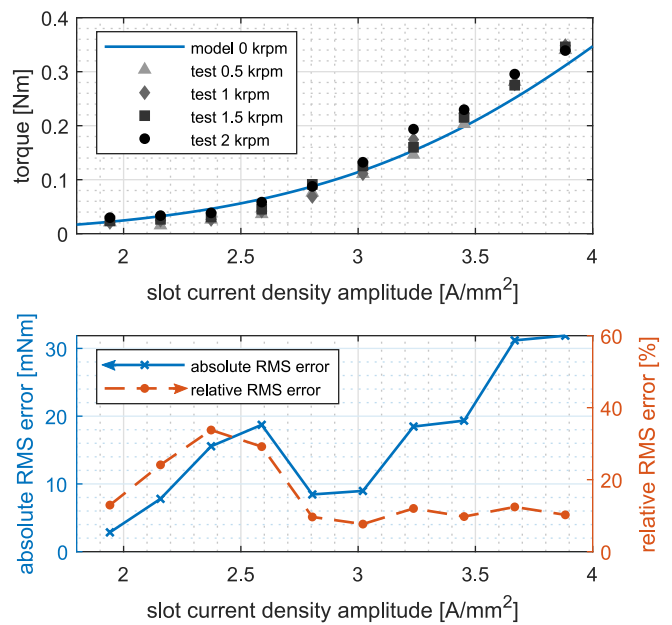 0.4
0.3
0.2
0.1
0
torque [Nm]
model 0 krpm
test 0.5 krpm
test 1 krpm
test 1.5 krpm
test 2 krpm
2 2.5 3 3.5 4
slot current density amplitude [A/mm²]
30
20
10
0
absolute RMS error [mNm]
absolute RMS error
relative RMS error
60
40
20
0
relative RMS error [%]
2 2.5 3 3.5 4
slot current density amplitude [A/mm²]